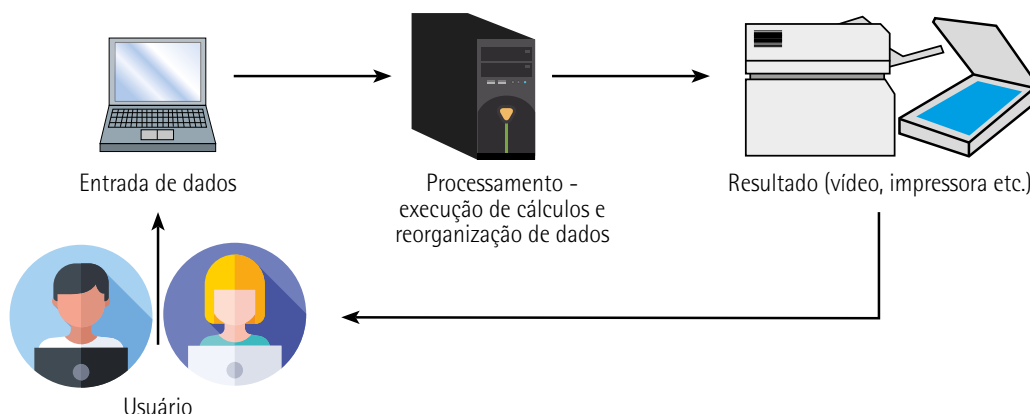 Entrada de dados
Processamento -
execução de cálculos e
reorganização de dados
Resultado (vídeo, impressora etc.)
Usuário